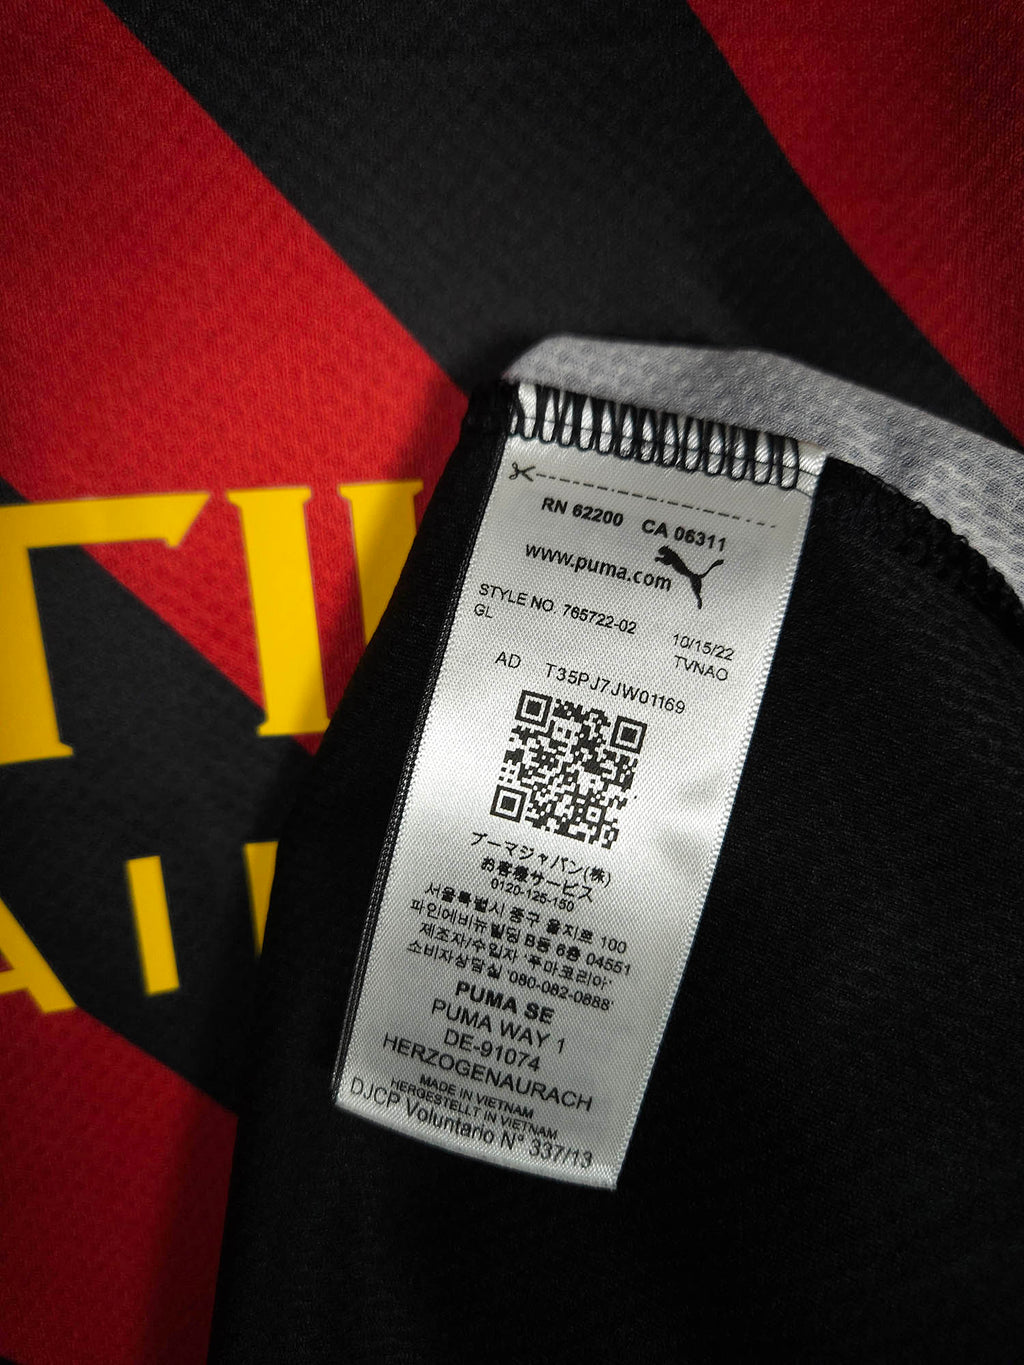 RN 62200 CA 06311
www.puma.com
STYLE NO. 765722-02 10/15/22
GL TVNAO
AD T35PJ7JW01169
プーマジャパン(株)
お客様サービス
0120-125-150
서울특별시 중구 을지로 100
파인에비뉴빌딩 B동 6층 04551
제조자/수입자 '푸마코리아'
소비자상담실 '080-082-0888'
PUMA SE
PUMA WAY 1
DE-91074
HERZOGENAURACH
MADE IN VIETNAM
HERGESTELLT IN VIETNAM
DJCP Voluntario N° 337/13